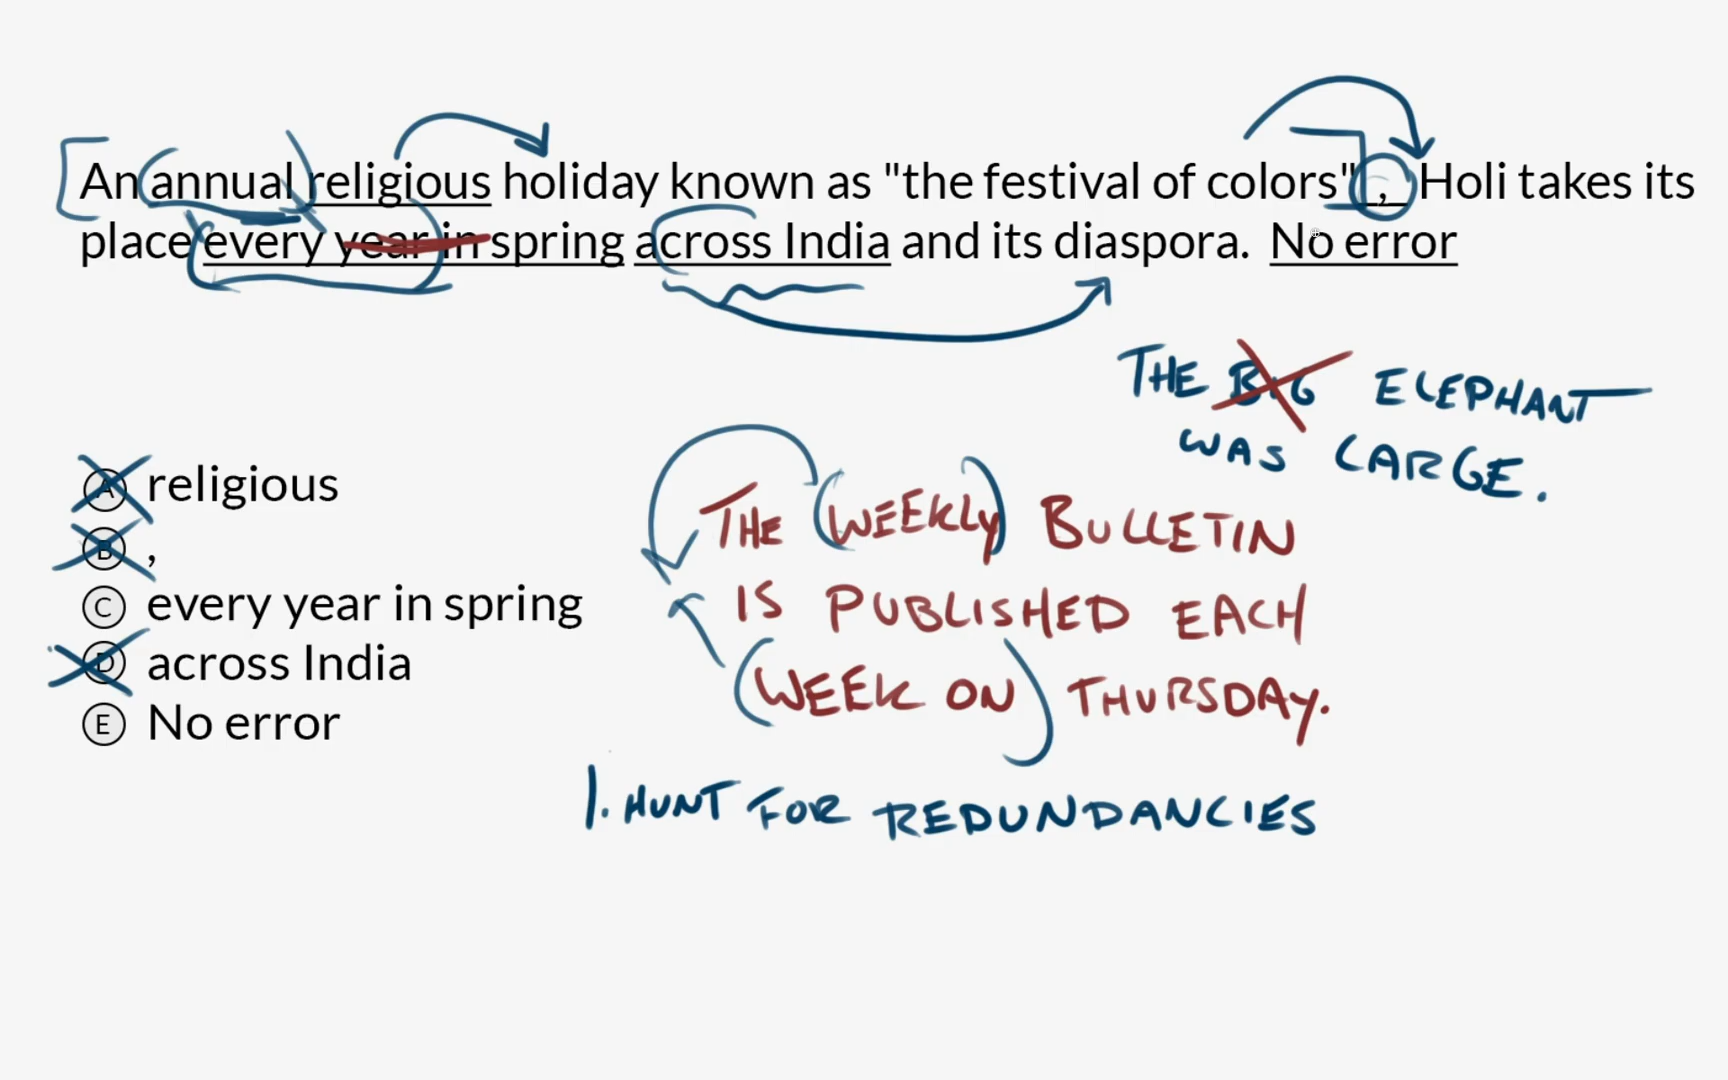 An annual religious holiday known as "the festival of colors" , Holi takes its
place every year in spring across India and its diaspora. No error
THE BIG ELEPHANT
WAS LARGE.
A religious
B ,
C every year in spring
D across India
E No error
THE (WEEKLY) BULLETIN
IS PUBLISHED EACH
(WEEK ON) THURSDAY.
1. HUNT FOR REDUNDANCIES